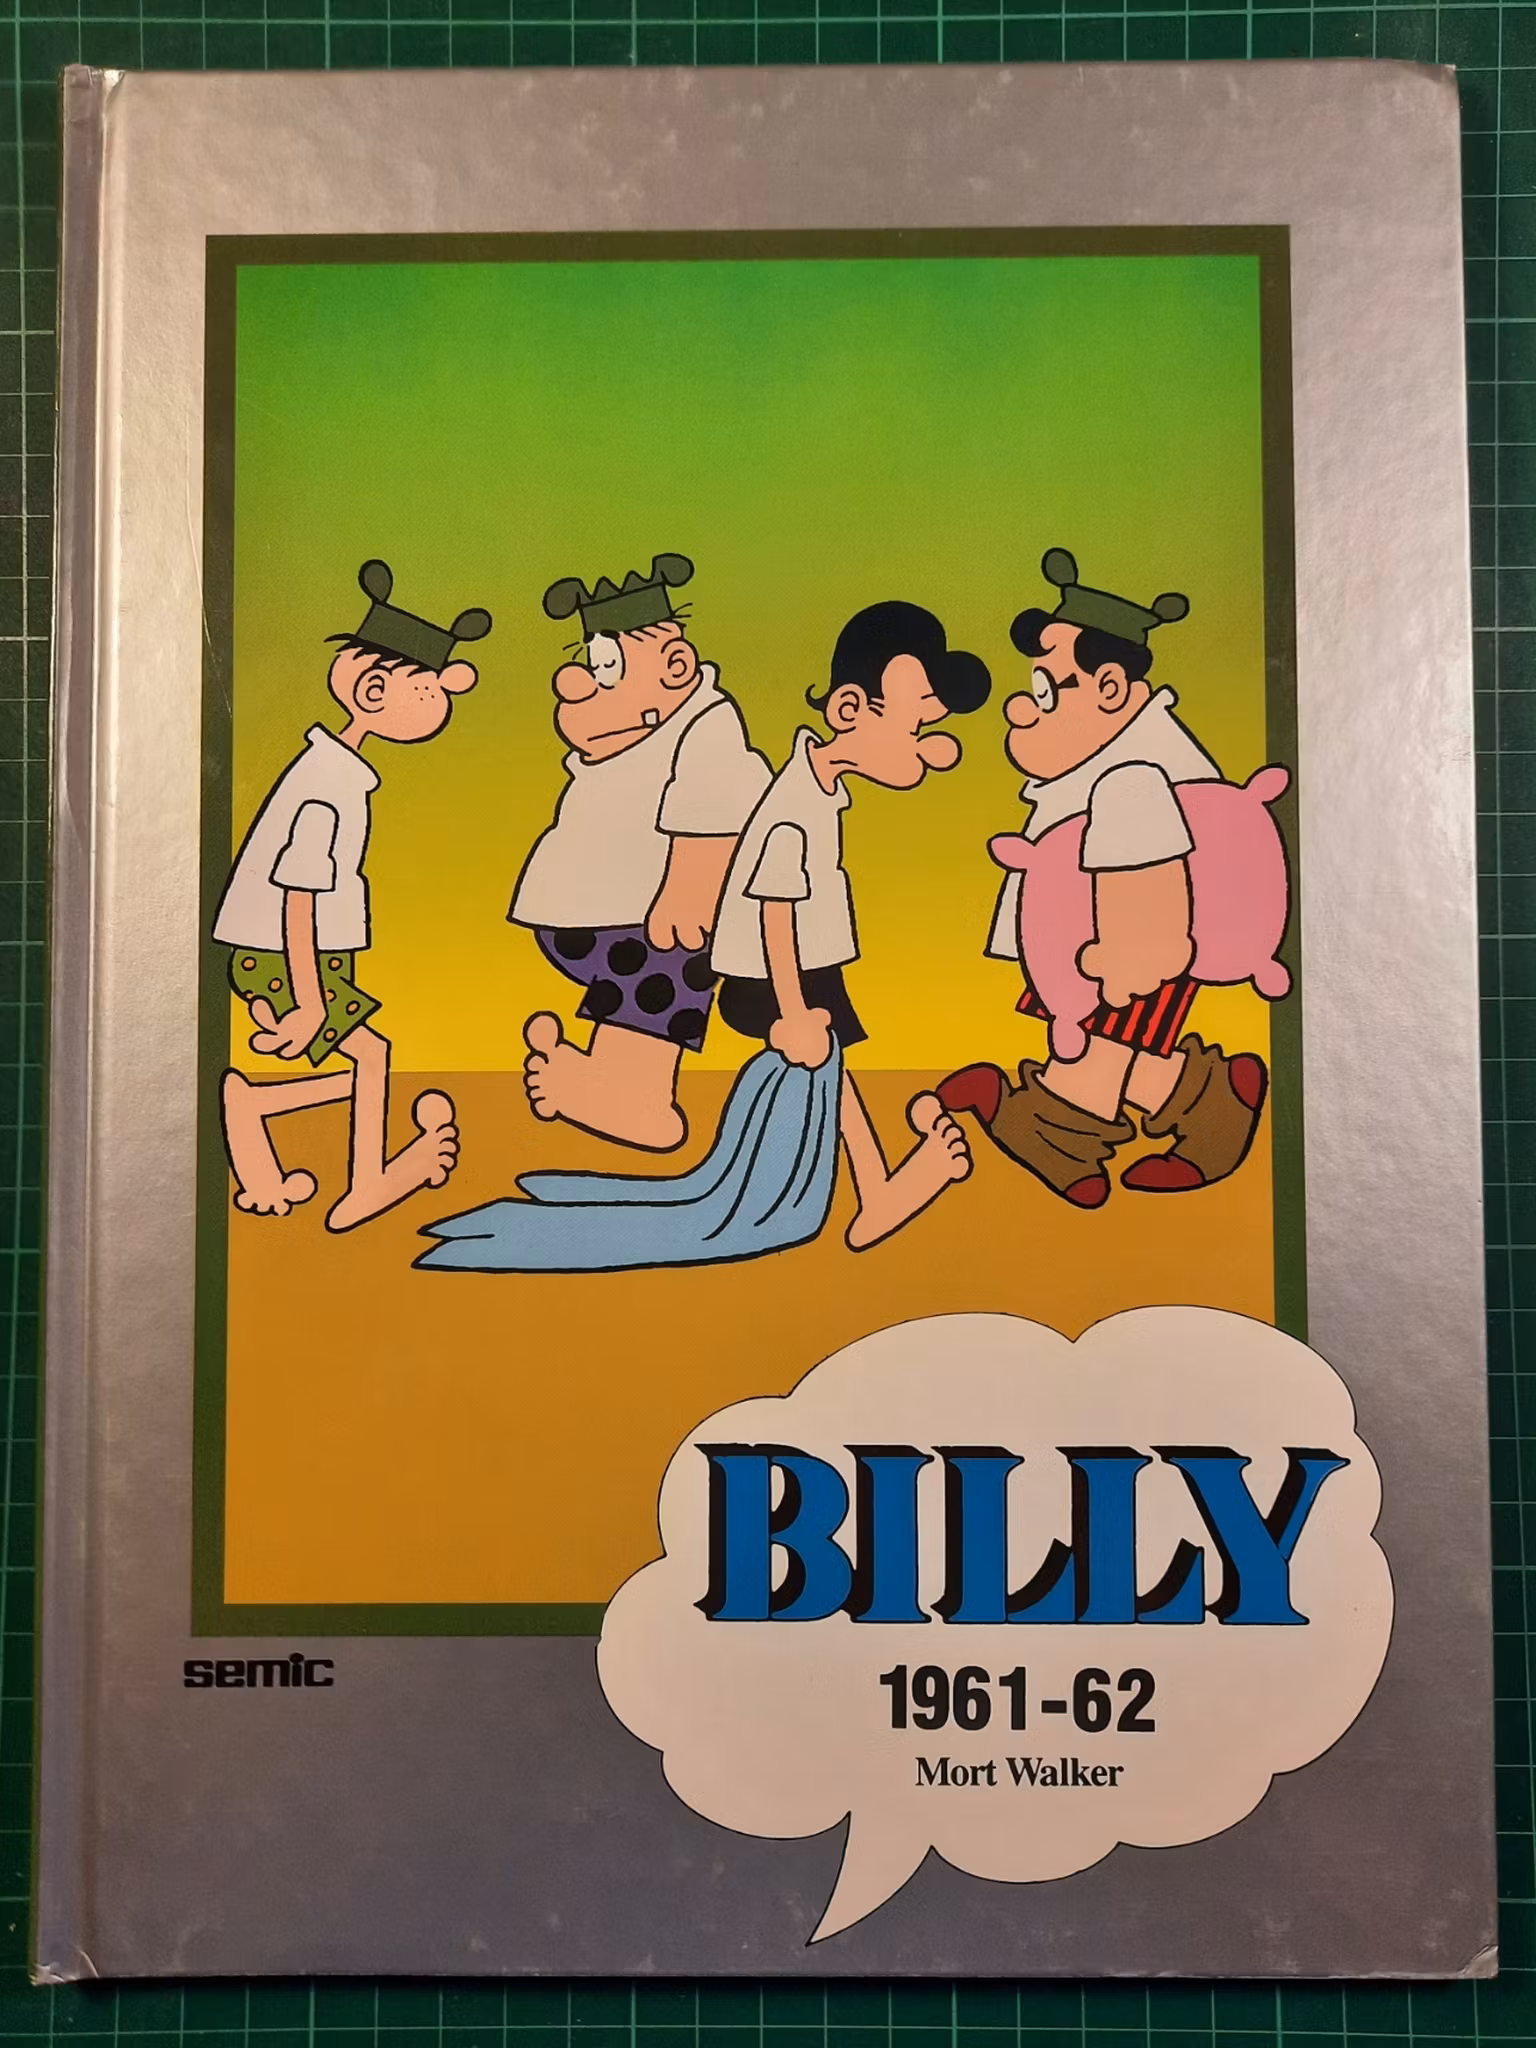 semic
BILLY
1961-62
Mort Walker